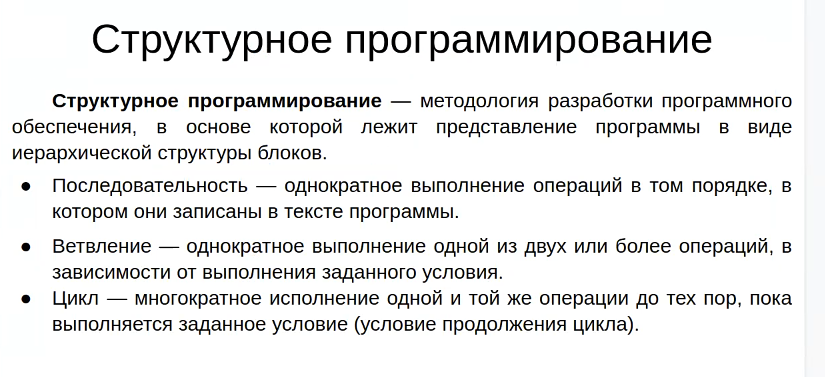 Структурное программирование
Структурное программирование — методология разработки программного
обеспечения, в основе которой лежит представление программы в виде
иерархической структуры блоков.
● Последовательность — однократное выполнение операций в том порядке, в
котором они записаны в тексте программы.
● Ветвление — однократное выполнение одной из двух или более операций, в
зависимости от выполнения заданного условия.
● Цикл — многократное исполнение одной и той же операции до тех пор, пока
выполняется заданное условие (условие продолжения цикла).